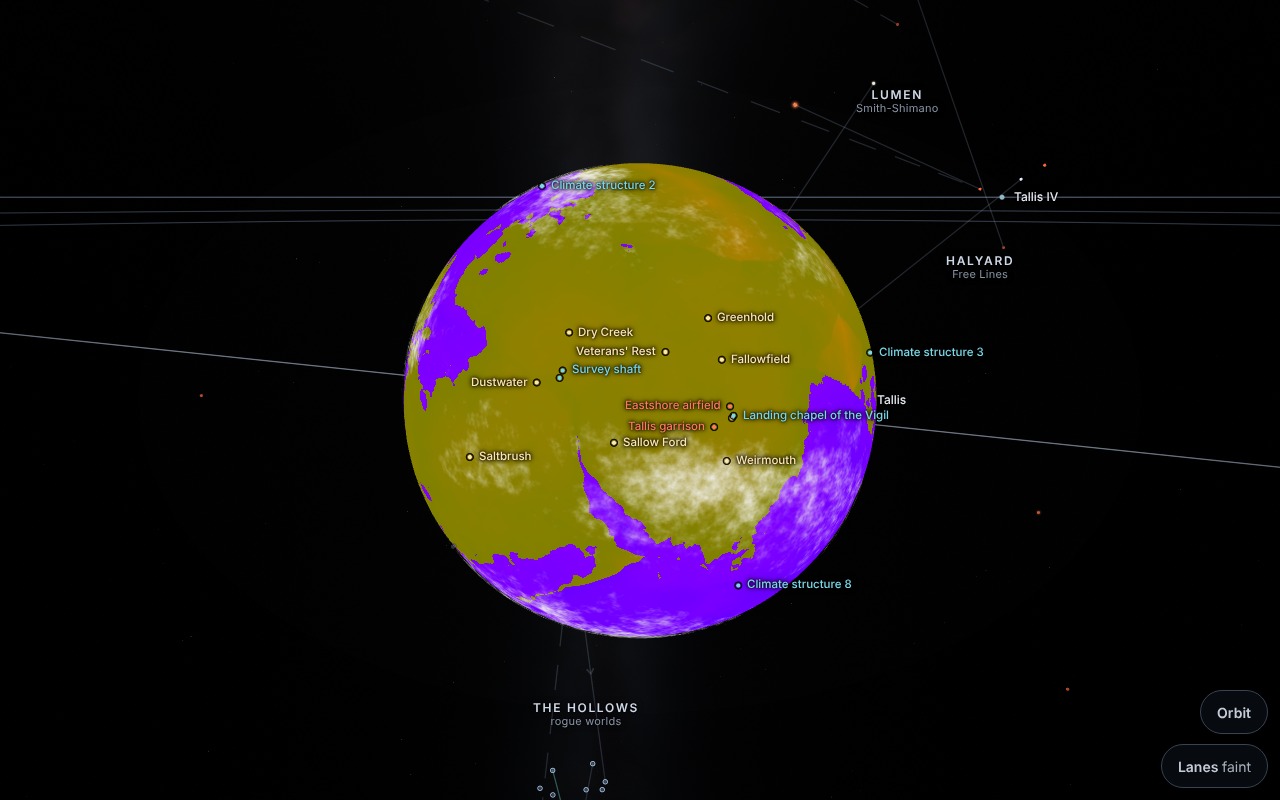 LUMEN
Smith-Shimano
Climate structure 2
Tallis IV
HALYARD
Free Lines
Greenhold
Dry Creek
Veterans' Rest
Climate structure 3
Fallowfield
Survey shaft
Dustwater
Tallis
Eastshore airfield
Landing chapel of the Vigil
Tallis garrison
Sallow Ford
Saltbrush
Weirmouth
Climate structure 8
THE HOLLOWS
rogue worlds
Orbit
Lanes faint